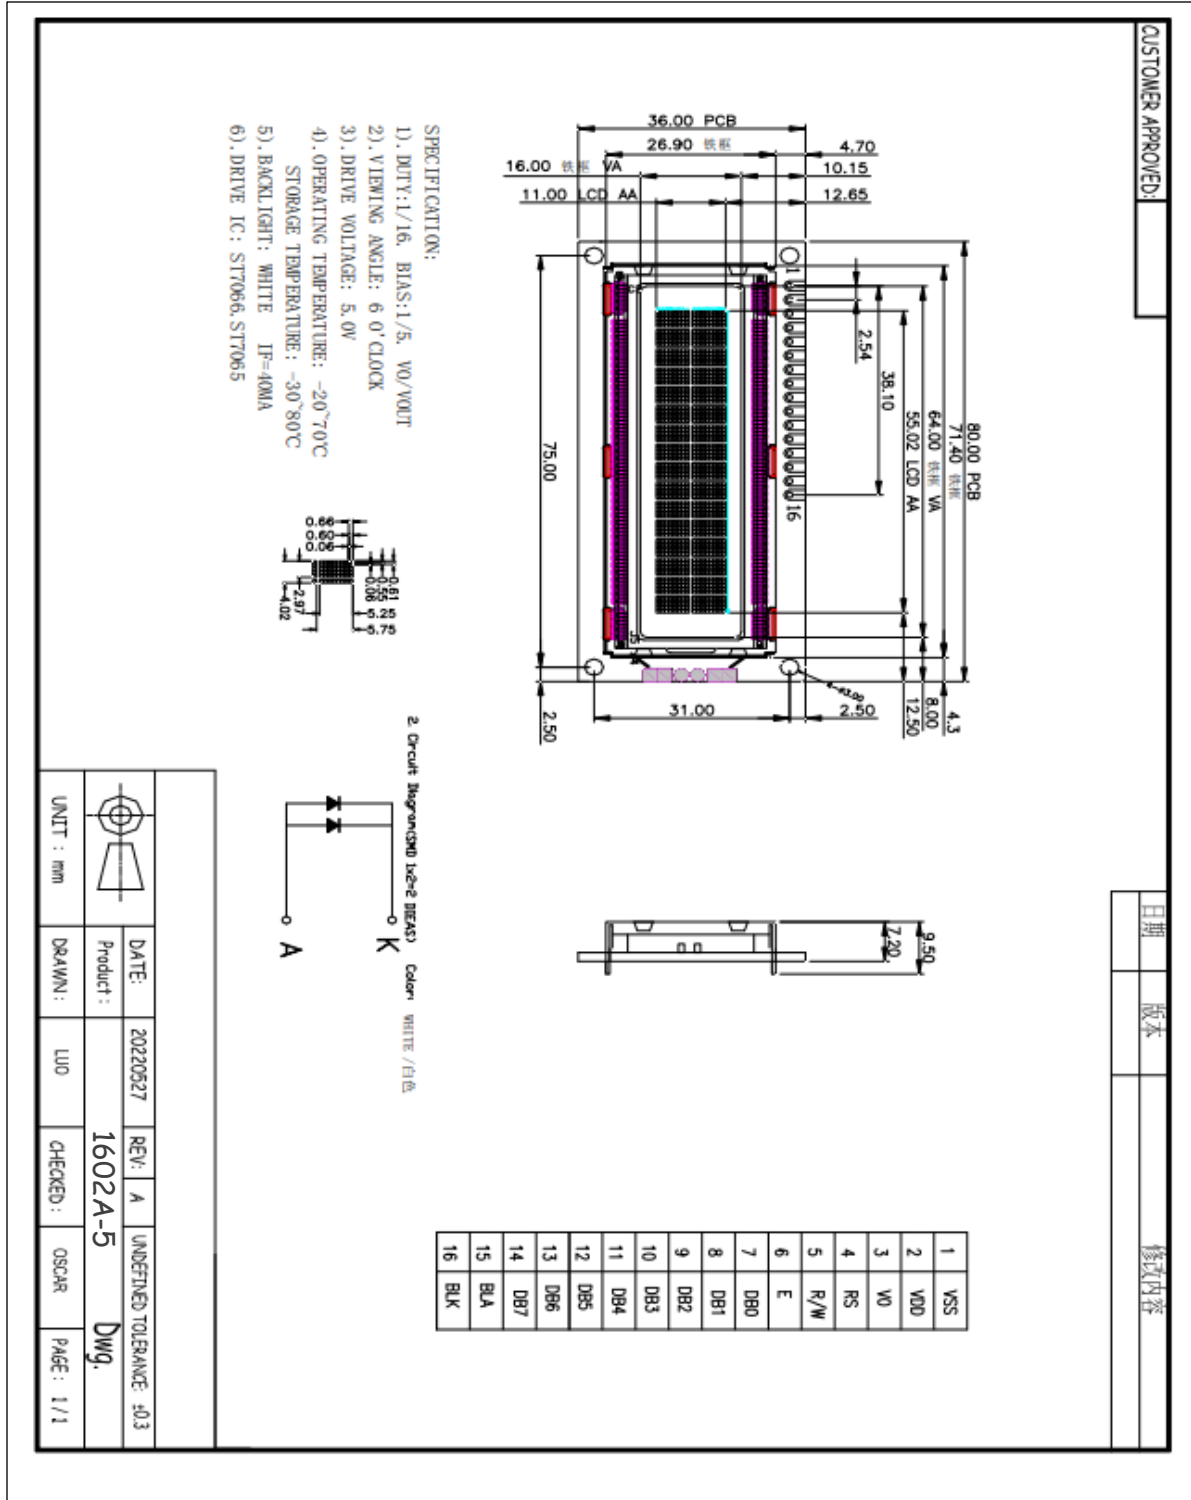 CUSTOMER APPROVED:
日期
版本
修改内容
36.00 PCB
26.90 铁框
16.00 铁框 VA
11.00 LCD AA
4.70
10.15
12.65
80.00 PCB
71.40 铁框
64.00 铁框 VA
55.02 LCD AA
38.10
2.54
1
16
75.00
2.50
31.00
2.50
12.50
8.00
4.3
9.50
7.20
SPECIFICATION:
1). DUTY:1/16, BIAS:1/5, VO/VOUT
2). VIEWING ANGLE: 6 O'CLOCK
3). DRIVE VOLTAGE: 5.0V
4). OPERATING TEMPERATURE: -20~70℃
STORAGE TEMPERATURE: -30~80℃
5). BACKLIGHT: WHITE IF=40MA
6). DRIVE IC: ST7066,ST7065
0.66
0.60
0.06
0.61
0.55
0.06
5.25
5.75
2.97
4.02
2. Circuit Diagram(SMD 1x2=2 DIEAS) Color: WHITE /白色
K
A
1 VSS
2 VDD
3 V0
4 RS
5 R/W
6 E
7 DB0
8 DB1
9 DB2
10 DB3
11 DB4
12 DB5
13 DB6
14 DB7
15 BLA
16 BLK
DATE: 20220527 REV: A UNDEFINED TOLERANCE: ±0.3
Product : 1602A-5 Dwg.
UNIT : mm DRAWN : LUO CHECKED : OSCAR PAGE : 1/1